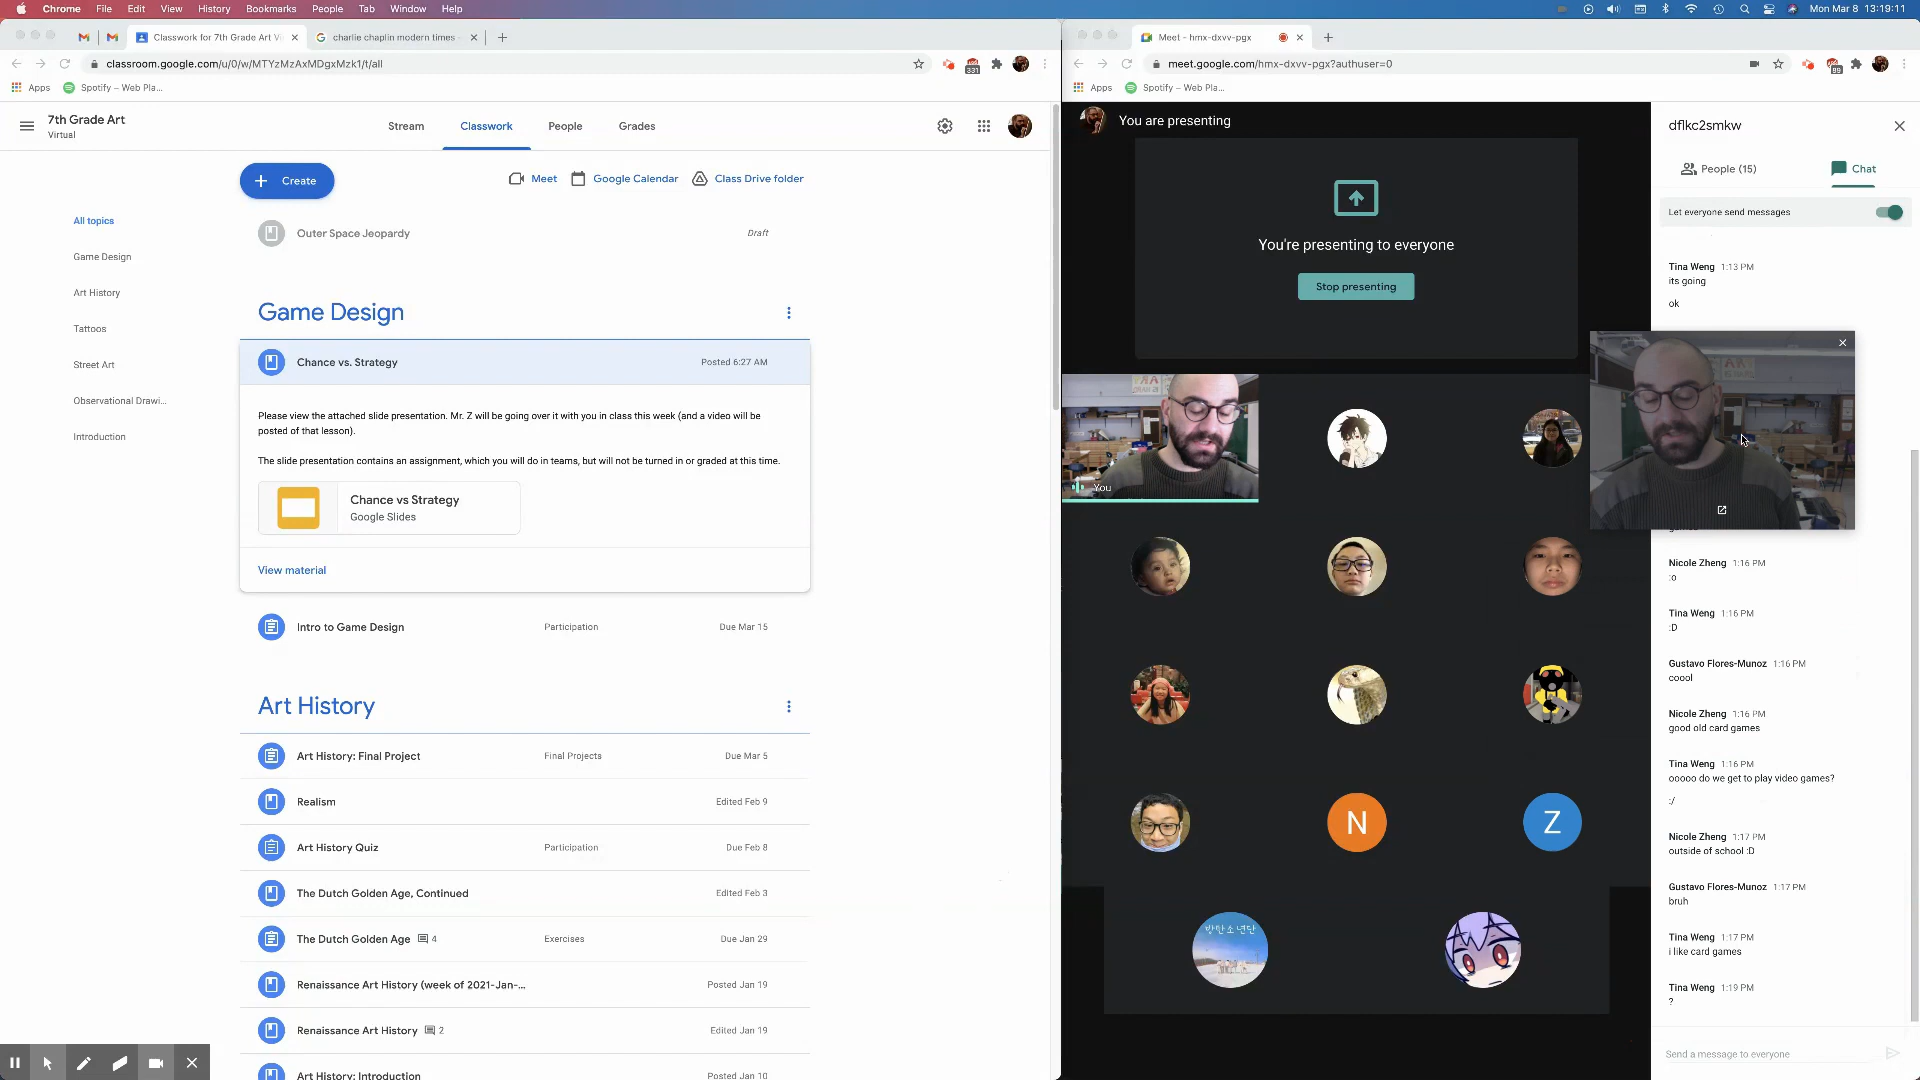 Chrome File Edit View History Bookmarks People Tab Window Help
Mon Mar 8 13:19:11
Classwork for 7th Grade Art Vi
charlie chaplin modern times -
classroom.google.com/u/0/w/MTYzMzAxMDgxMzk1/t/all
331
Apps Spotify – Web Pla...
7th Grade Art
Virtual
Stream Classwork People Grades
Create
Meet Google Calendar Class Drive folder
All topics
Game Design
Art History
Tattoos
Street Art
Observational Drawi...
Introduction
Outer Space Jeopardy Draft
Game Design
Chance vs. Strategy Posted 6:27 AM
Please view the attached slide presentation. Mr. Z will be going over it with you in class this week (and a video will be
posted of that lesson).
The slide presentation contains an assignment, which you will do in teams, but will not be turned in or graded at this time.
Chance vs Strategy
Google Slides
View material
Intro to Game Design Participation Due Mar 15
Art History
Art History: Final Project Final Projects Due Mar 5
Realism Edited Feb 9
Art History Quiz Participation Due Feb 8
The Dutch Golden Age, Continued Edited Feb 3
The Dutch Golden Age 4 Exercises Due Jan 29
Renaissance Art History (week of 2021-Jan-... Posted Jan 19
Renaissance Art History 2 Edited Jan 19
Art History: Introduction Posted Jan 10
Meet - hmx-dxvv-pgx
meet.google.com/hmx-dxvv-pgx?authuser=0
89
Apps Spotify – Web Pla...
You are presenting
You're presenting to everyone
Stop presenting
You
N
Z
방탄소년단
dflkc2smkw
People (15) Chat
Let everyone send messages
Tina Weng 1:13 PM
its going
ok
Nicole Zheng 1:16 PM
:o
Tina Weng 1:16 PM
:D
Gustavo Flores-Munoz 1:16 PM
coool
Nicole Zheng 1:16 PM
good old card games
Tina Weng 1:16 PM
ooooo do we get to play video games?
:/
Nicole Zheng 1:17 PM
outside of school :D
Gustavo Flores-Munoz 1:17 PM
bruh
Tina Weng 1:17 PM
i like card games
Tina Weng 1:19 PM
?
Send a message to everyone